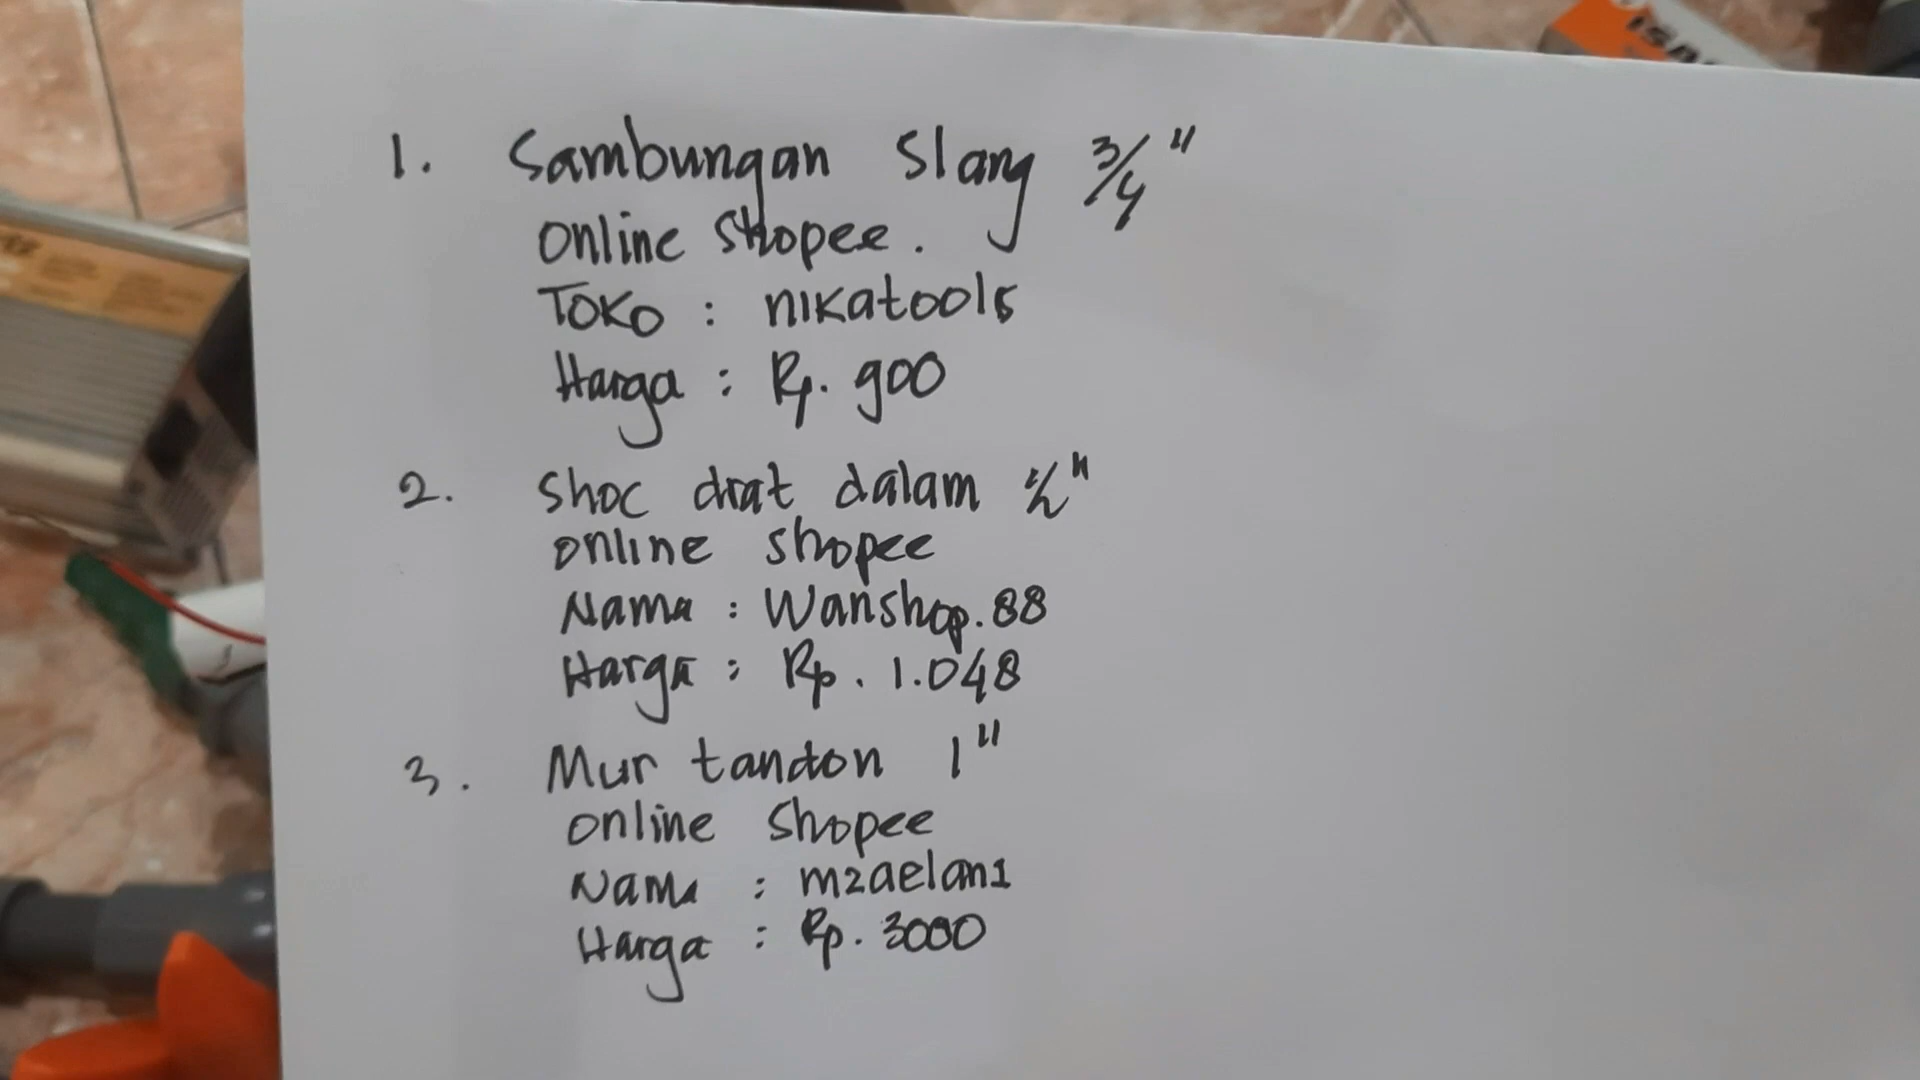 1. Sambungan Slang 3/4"
Online Shopee.
TOKO : nikatools
Harga : Rp. 900
2. Shoc drat dalam 1/2"
online shopee
Nama : Wanshop.88
Harga : Rp. 1.048
3. Mur tandon 1"
online shopee
Nama : mzaelan1
Harga : Rp. 3000